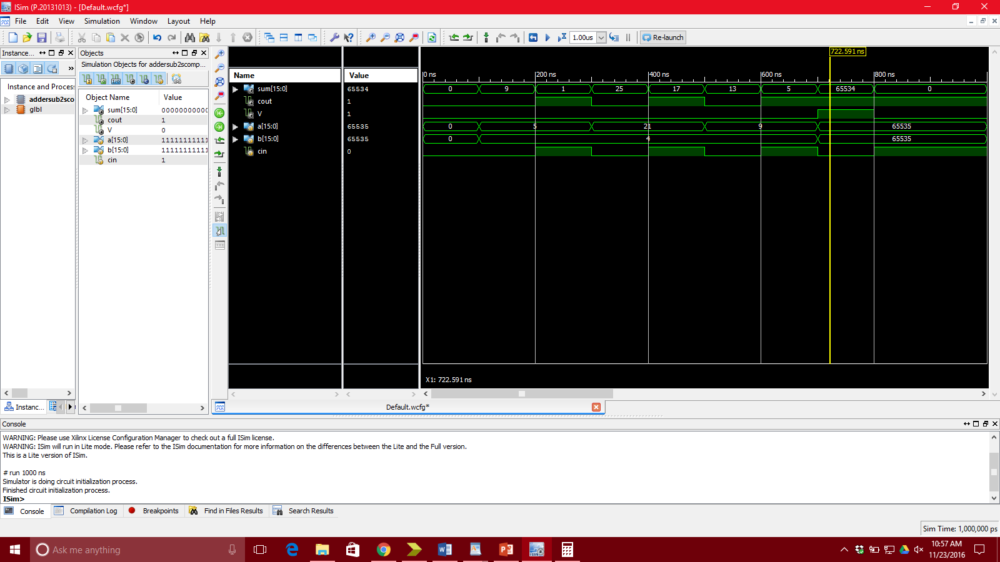 ISim (P.20131013) - [Default.wcfg*]
File Edit View Simulation Window Layout Help
1.00us Re-launch
Instance...
Objects
Simulation Objects for addersub2scomp...
Instance and Process
addersub2sco
glbl
Object Name Value
sum[15:0] 00000000000
cout 1
V 0
a[15:0] 11111111111
b[15:0] 11111111111
cin 1
Name Value
sum[15:0] 65534
cout 1
V 1
a[15:0] 65535
b[15:0] 65535
cin 0
722.591 ns
0 ns 200 ns 400 ns 600 ns 800 ns
0 9 1 25 17 13 5 65534 0
0 5 21 9 65535
0 4 65535
X1: 722.591 ns
Instanc...
Default.wcfg*
Console
WARNING: Please use Xilinx License Configuration Manager to check out a full ISim license.
WARNING: ISim will run in Lite mode. Please refer to the ISim documentation for more information on the differences between the Lite and the Full version.
This is a Lite version of ISim.
# run 1000 ns
Simulator is doing circuit initialization process.
Finished circuit initialization process.
ISim>
Console Compilation Log Breakpoints Find in Files Results Search Results
Sim Time: 1,000,000 ps
Ask me anything
10:57 AM
11/23/2016